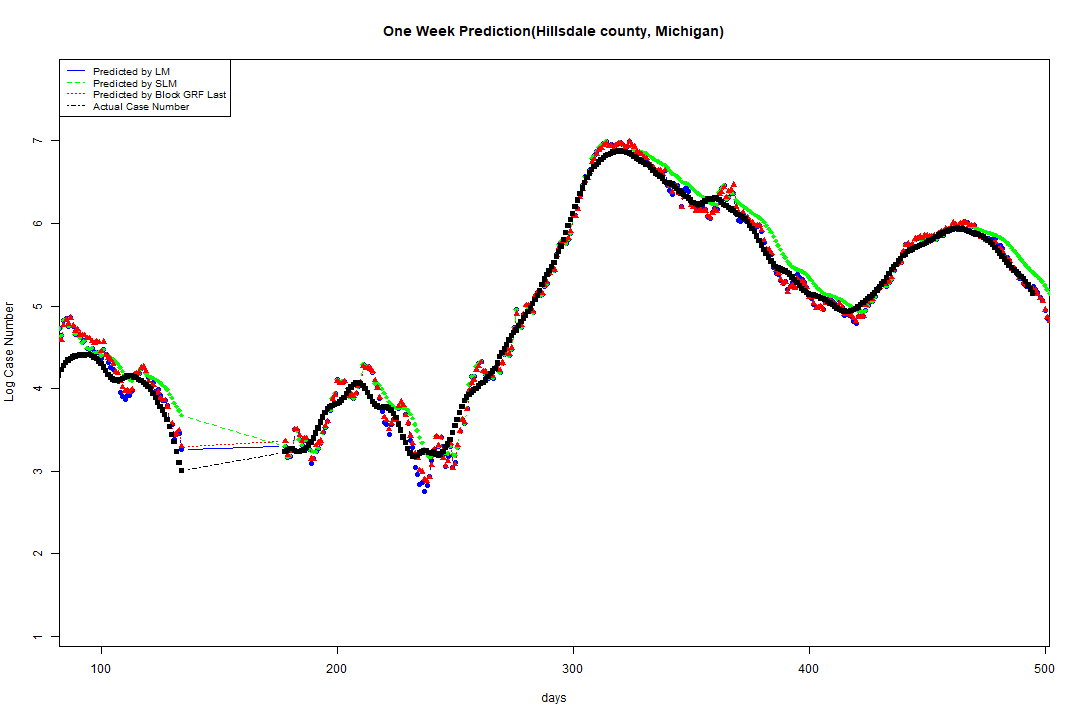 One Week Prediction(Hillsdale county, Michigan)
Predicted by LM
Predicted by SLM
Predicted by Block GRF Last
Actual Case Number
7
6
5
4
3
2
1
Log Case Number
100 200 300 400 500
days